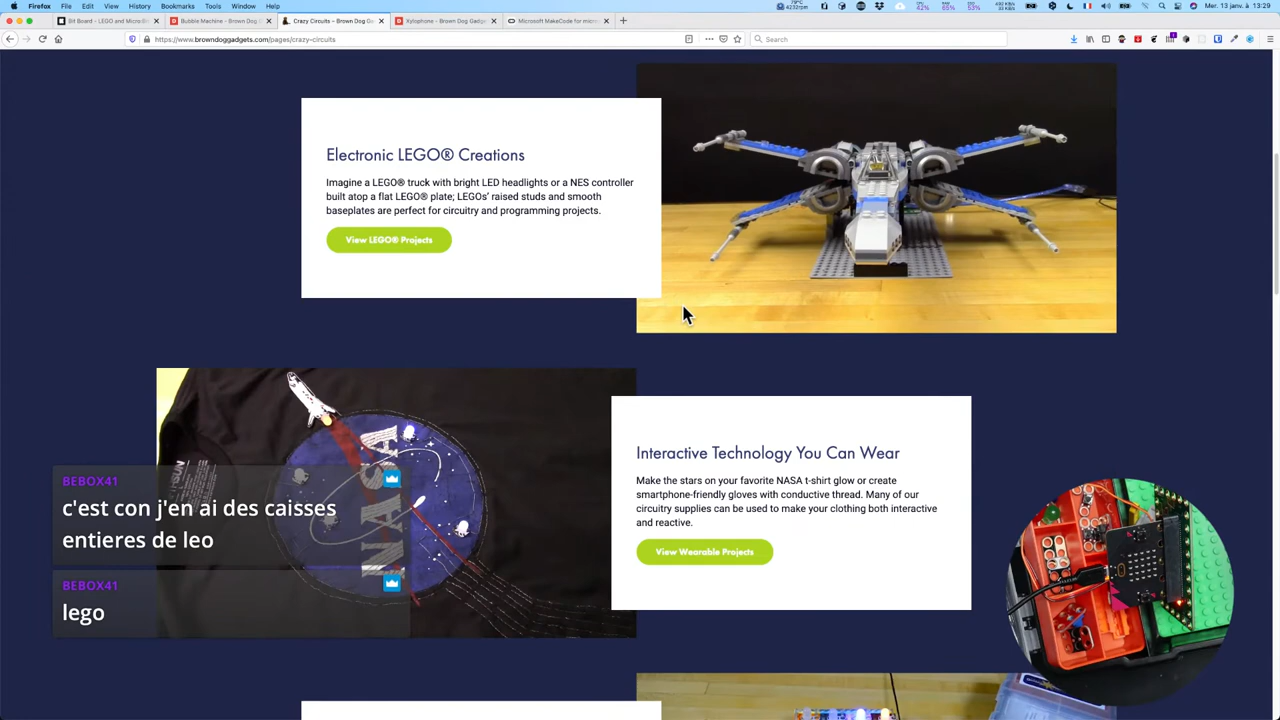 Firefox File Edit View History Bookmarks Tools Window Help
Mer. 13 janv. à 13:29
Bit Board - LEGO and Micro:Bi
Bubble Machine - Brown Dog G
Crazy Circuits – Brown Dog Ga
Xylophone - Brown Dog Gadge
Microsoft MakeCode for micro
https://www.browndoggadgets.com/pages/crazy-circuits
Search
Electronic LEGO® Creations
Imagine a LEGO® truck with bright LED headlights or a NES controller
built atop a flat LEGO® plate; LEGOs' raised studs and smooth
baseplates are perfect for circuitry and programming projects.
View LEGO® Projects
Interactive Technology You Can Wear
Make the stars on your favorite NASA t-shirt glow or create
smartphone-friendly gloves with conductive thread. Many of our
circuitry supplies can be used to make your clothing both interactive
and reactive.
View Wearable Projects
NASA
BEBOX41
c'est con j'en ai des caisses
entieres de leo
BEBOX41
lego